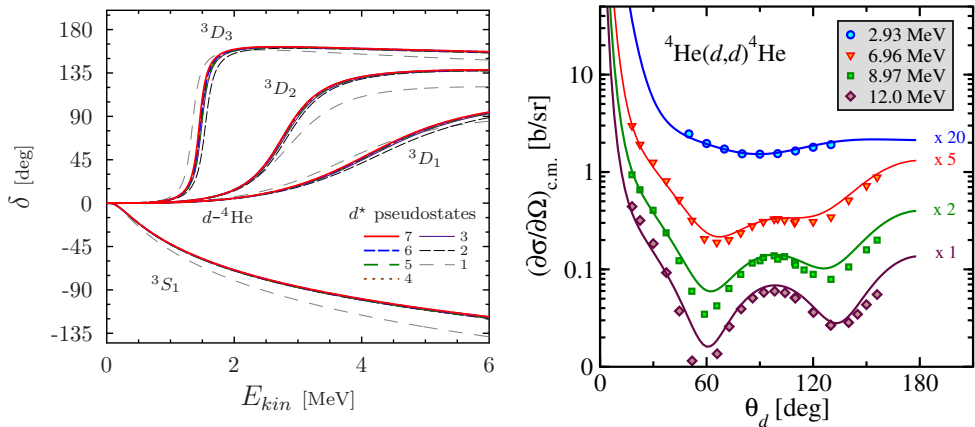 180
135
90
45
0
-45
-90
-135
δ [deg]
³D₃
³D₂
³D₁
³S₁
d-⁴He
d* pseudostates
7 3
6 2
5 1
4
0 2 4 6
E_kin [MeV]
⁴He(d,d)⁴He
2.93 MeV
6.96 MeV
8.97 MeV
12.0 MeV
x 20
x 5
x 2
x 1
10
1
0.1
0
(∂σ/∂Ω)c.m. [b/sr]
0 60 120 180
θ_d [deg]